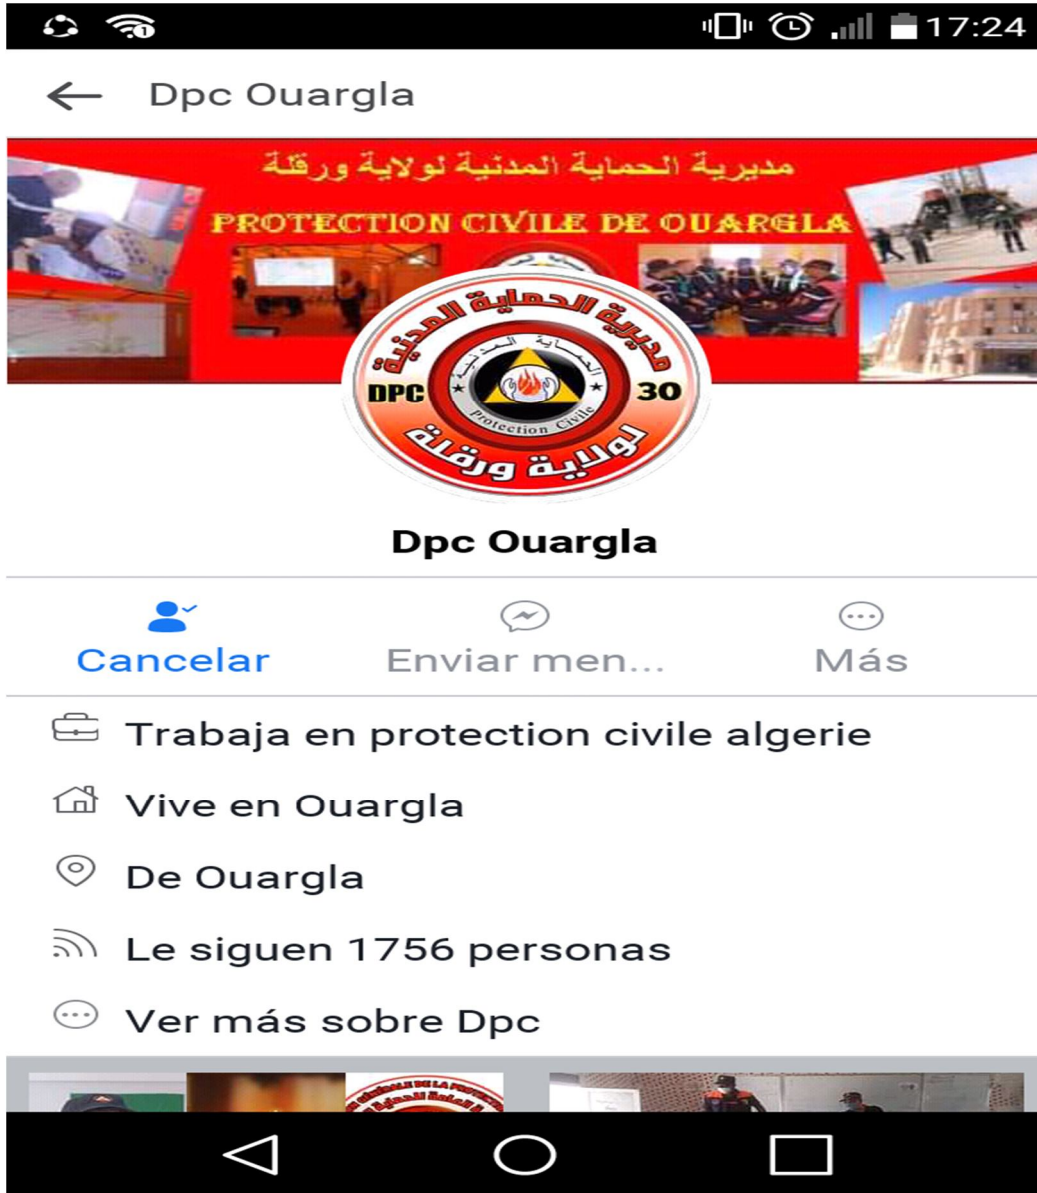 17:24
Dpc Ouargla
مديرية الحماية المدنية لولاية ورقلة
PROTECTION CIVILE DE OUARGLA
مديرية الحماية المدنية
الحماية المدنية
DPC
30
Protection Civile
لولاية ورقلة
Dpc Ouargla
Cancelar
Enviar men...
Más
Trabaja en protection civile algerie
Vive en Ouargla
De Ouargla
Le siguen 1756 personas
Ver más sobre Dpc